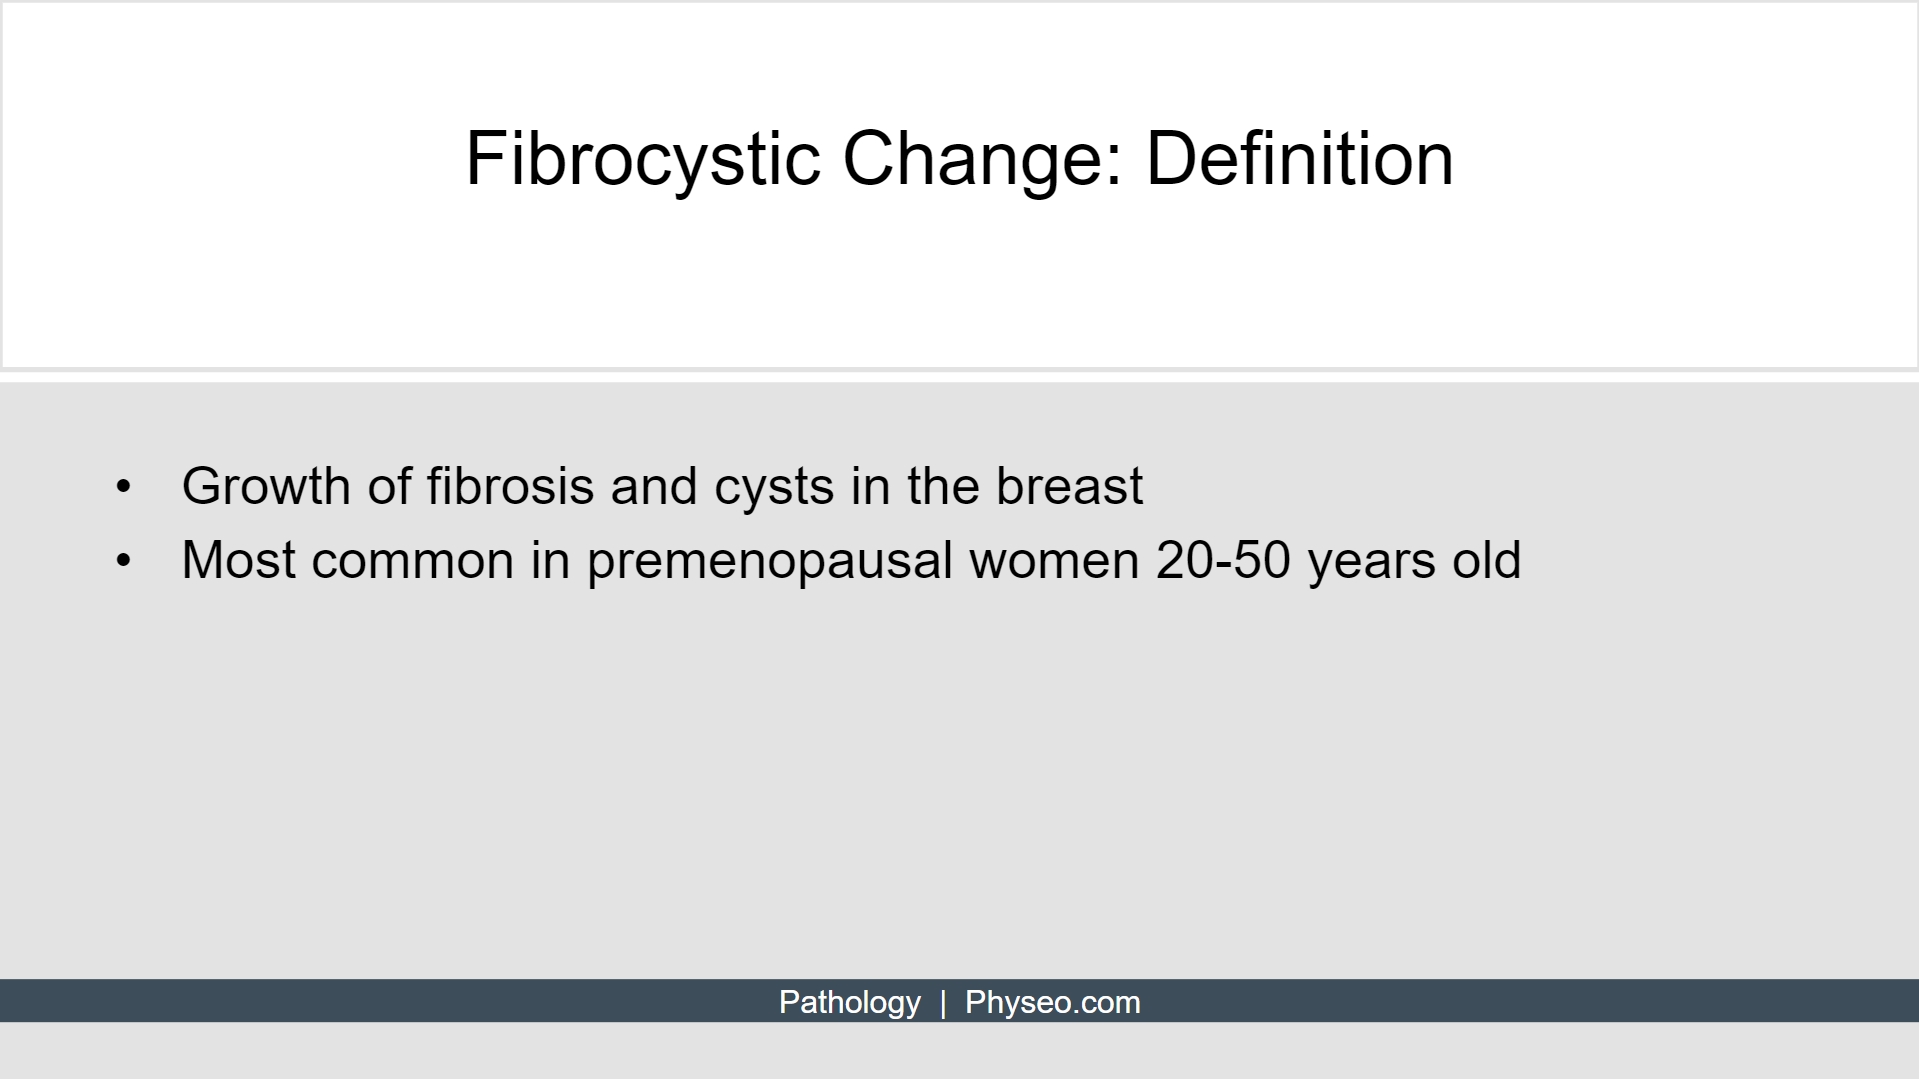 Fibrocystic Change: Definition
• Growth of fibrosis and cysts in the breast
• Most common in premenopausal women 20-50 years old
Pathology | Physeo.com